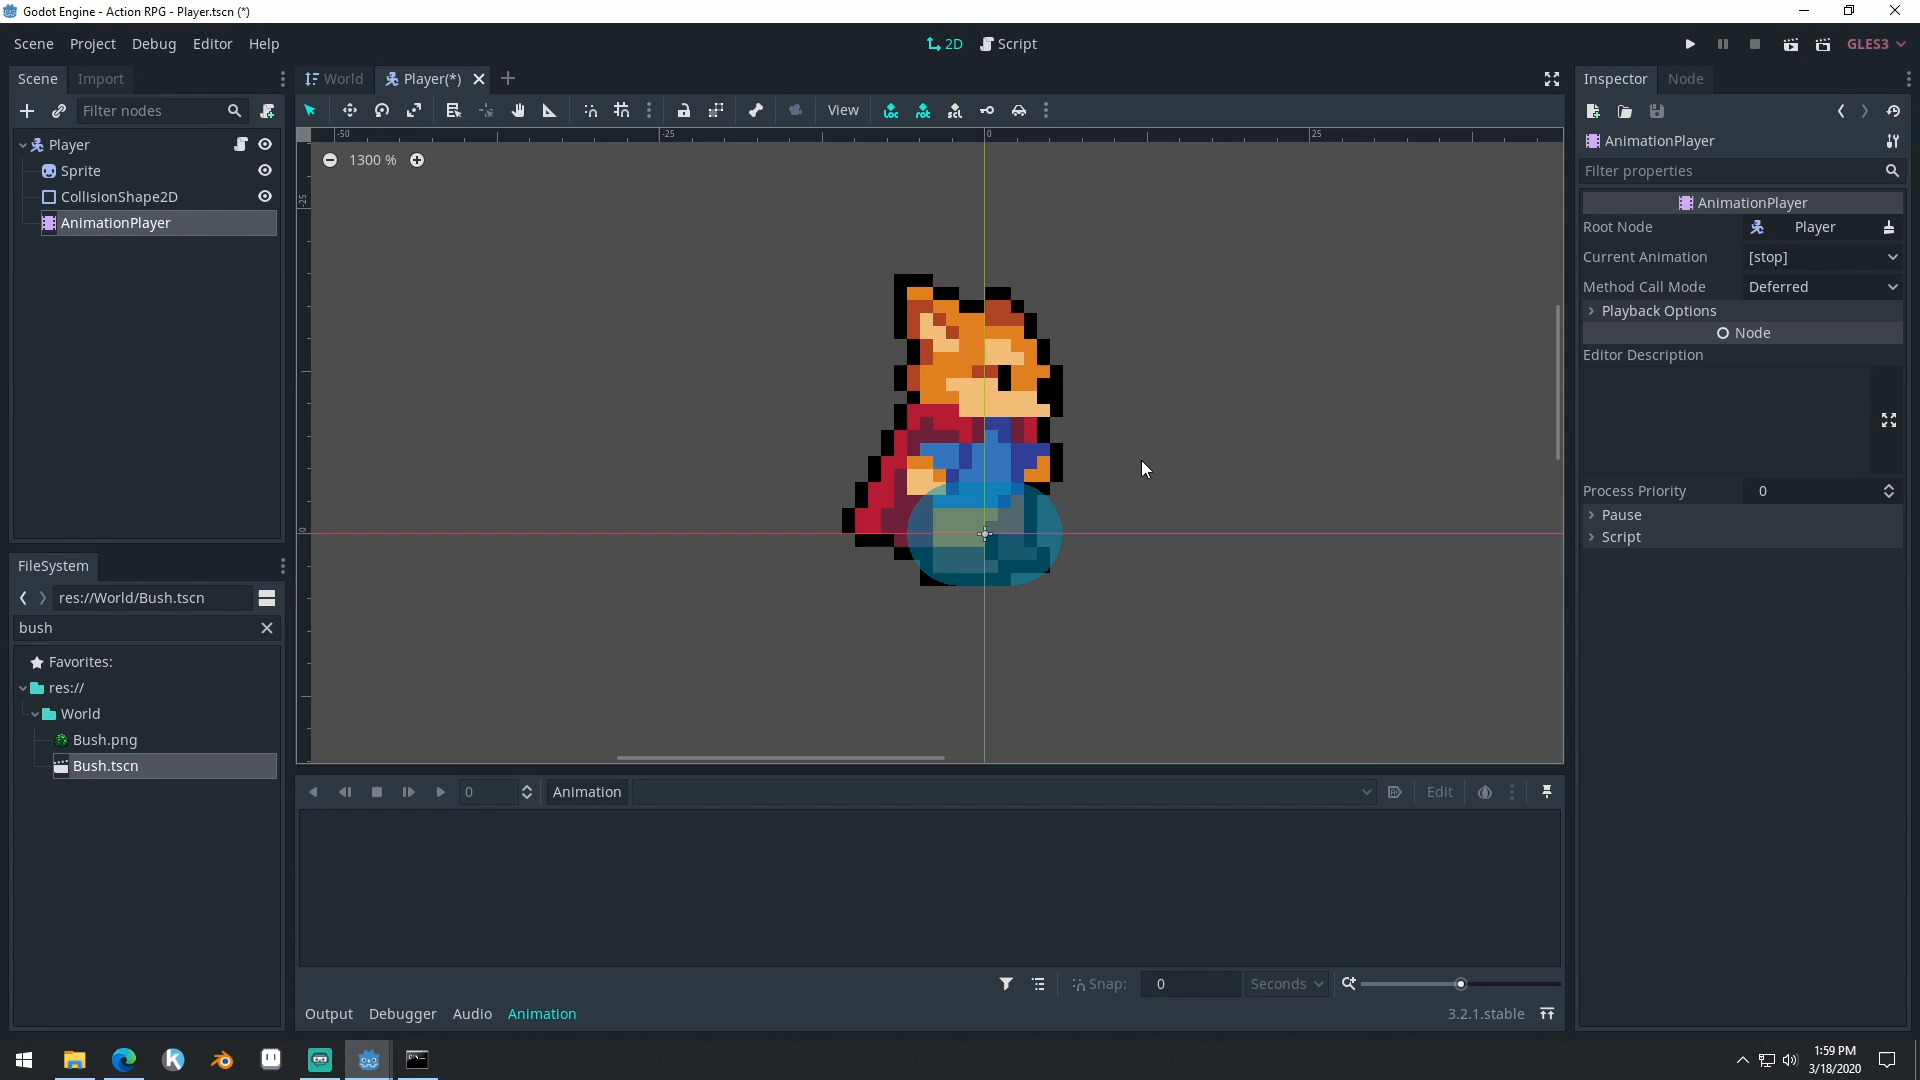 Godot Engine - Action RPG - Player.tscn (*)
Scene Project Debug Editor Help
2D Script
GLES3
Scene Import
World Player(*)
Inspector Node
Filter nodes
View
AnimationPlayer
Filter properties
Player
Sprite
CollisionShape2D
AnimationPlayer
-50 -25 0 25
-25
0
1300 %
AnimationPlayer
Root Node Player
Current Animation [stop]
Method Call Mode Deferred
Playback Options
Node
Editor Description
Process Priority 0
Pause
Script
FileSystem
res://World/Bush.tscn
bush
Favorites:
res://
World
Bush.png
Bush.tscn
0 Animation Edit
Snap: 0 Seconds
Output Debugger Audio Animation 3.2.1.stable
1:59 PM
3/18/2020